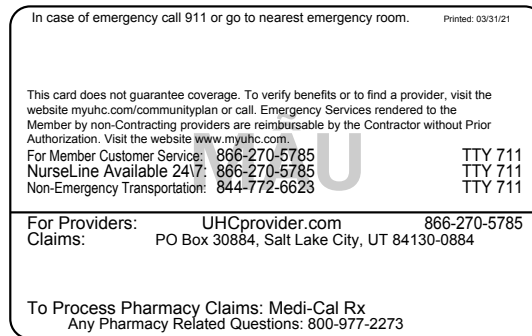 In case of emergency call 911 or go to nearest emergency room. Printed: 03/31/21
This card does not guarantee coverage. To verify benefits or to find a provider, visit the
website myuhc.com/communityplan or call. Emergency Services rendered to the
Member by non-Contracting providers are reimbursable by the Contractor without Prior
Authorization. Visit the website www.myuhc.com.
MẪU
For Member Customer Service: 866-270-5785 TTY 711
NurseLine Available 24\7: 866-270-5785 TTY 711
Non-Emergency Transportation: 844-772-6623 TTY 711
For Providers: UHCprovider.com 866-270-5785
Claims: PO Box 30884, Salt Lake City, UT 84130-0884
To Process Pharmacy Claims: Medi-Cal Rx
Any Pharmacy Related Questions: 800-977-2273